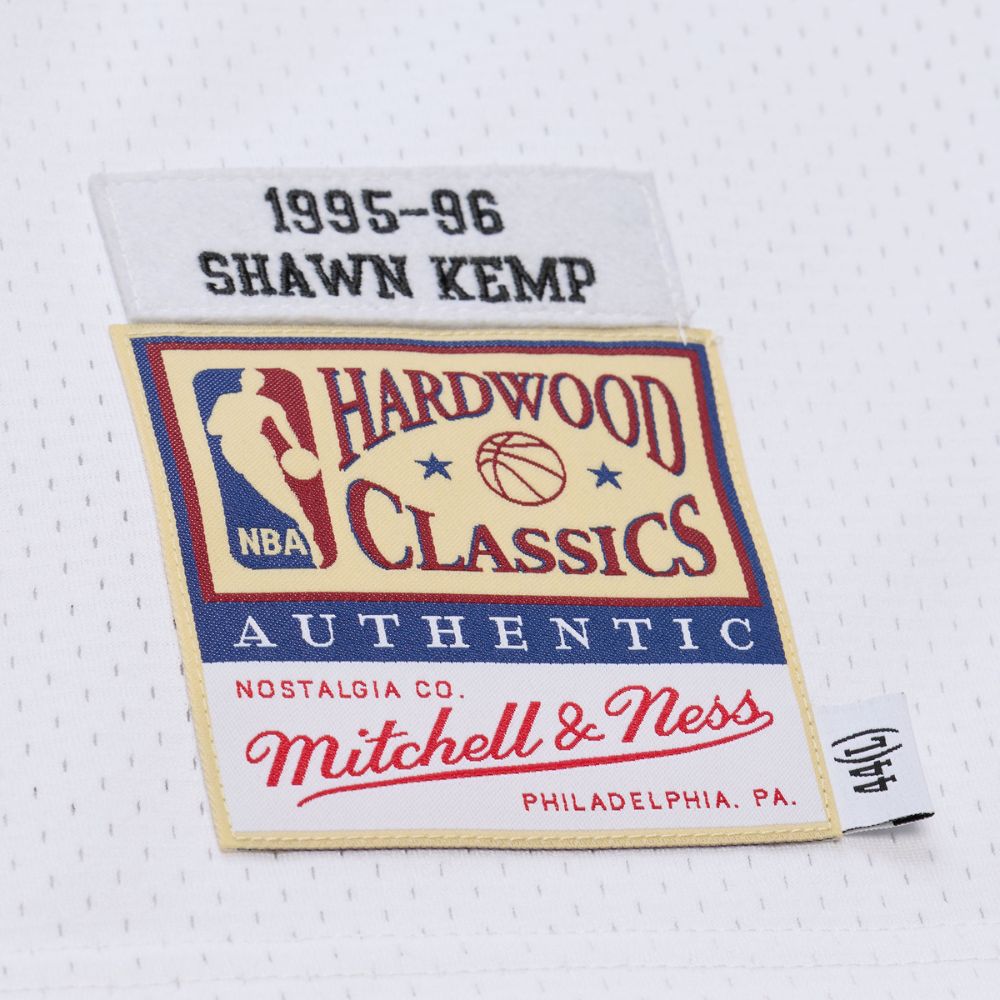 1995-96
SHAWN KEMP
NBA
HARDWOOD
CLASSICS
AUTHENTIC
NOSTALGIA CO.
Mitchell & Ness
PHILADELPHIA. PA.
44(L)